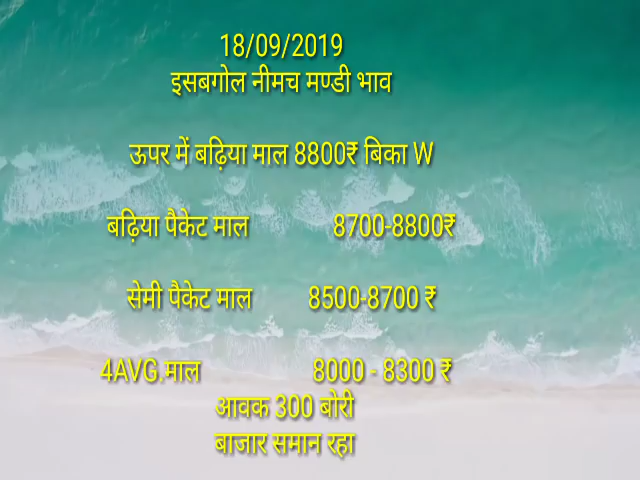 18/09/2019
इसबगोल नीमच मण्डी भाव
ऊपर में बढ़िया माल 8800₹ बिका W
बढ़िया पैकेट माल 8700-8800₹
सेमी पैकेट माल 8500-8700 ₹
4AVG.माल 8000 - 8300 ₹
आवक 300 बोरी
बाजार समान रहा